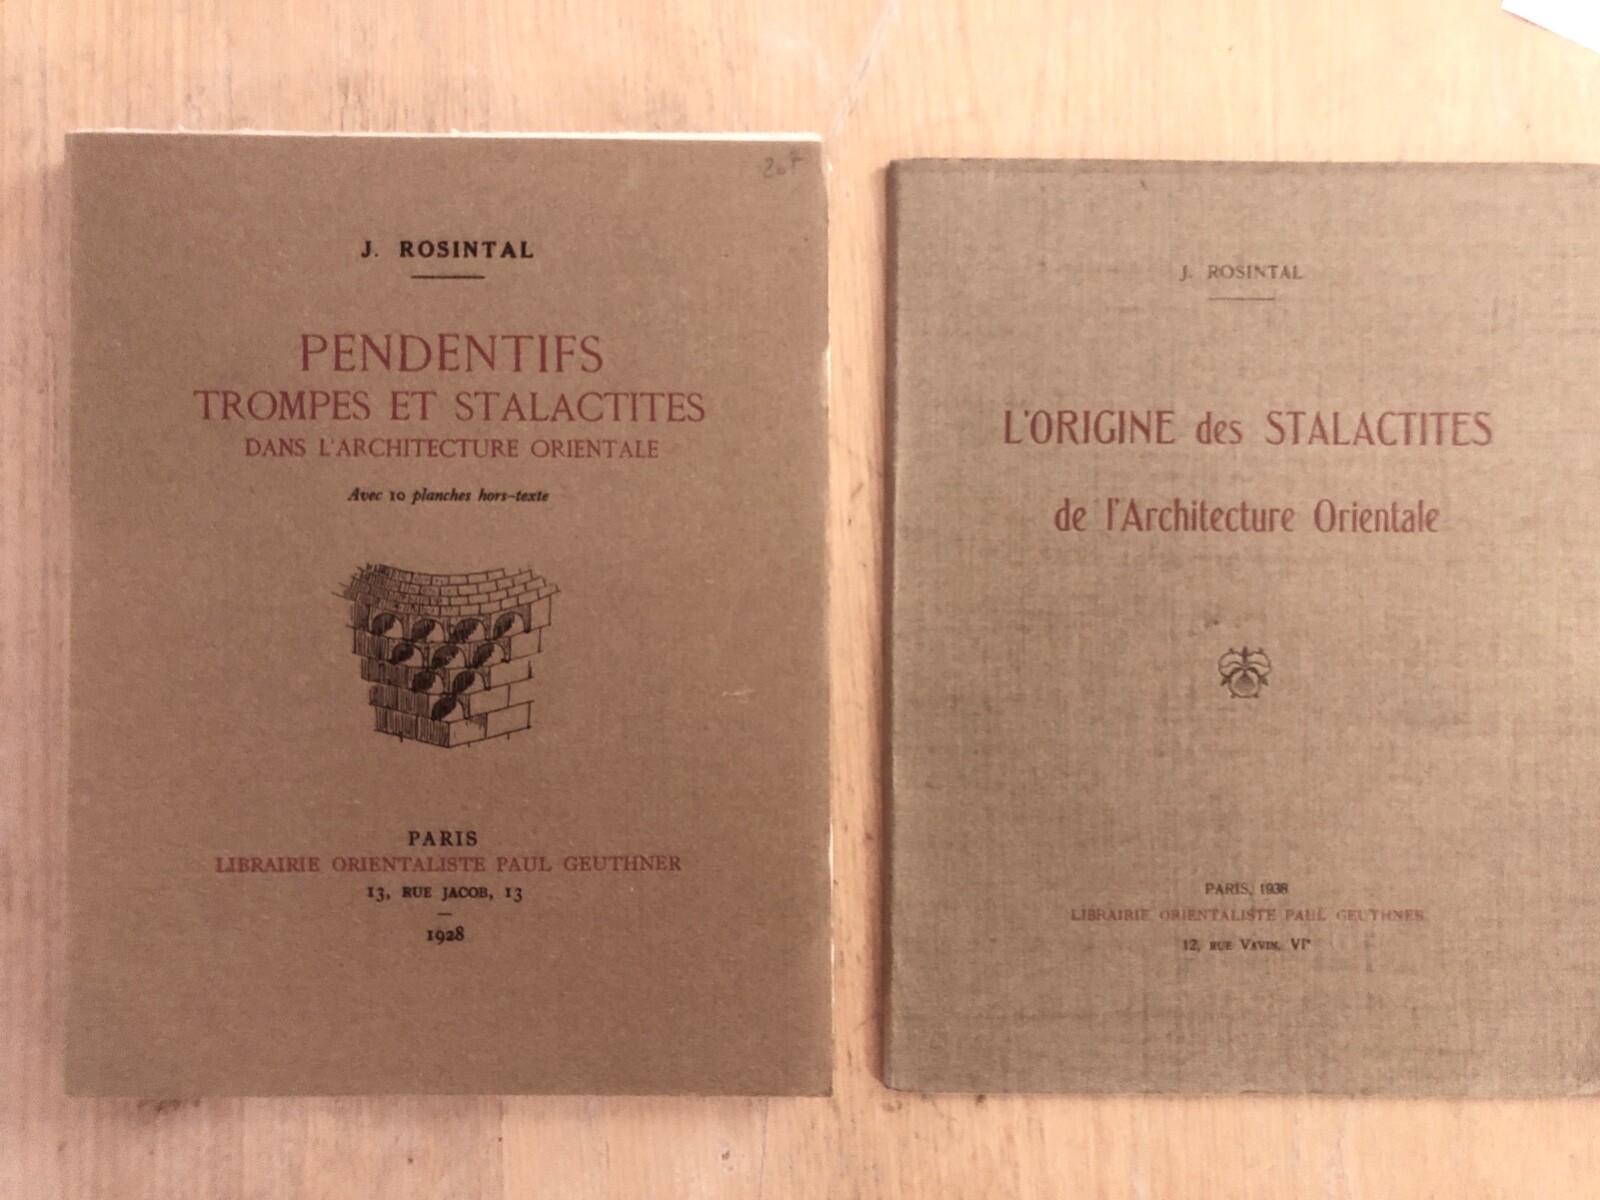 J. ROSINTAL
PENDENTIFS
TROMPES ET STALACTITES
DANS L'ARCHITECTURE ORIENTALE
Avec 10 planches hors-texte
PARIS
LIBRAIRIE ORIENTALISTE PAUL GEUTHNER
13, RUE JACOB, 13
1928
J. ROSINTAL
L'ORIGINE des STALACTITES
de l'Architecture Orientale
PARIS, 1938
LIBRAIRIE ORIENTALISTE PAUL GEUTHNER
12, RUE VAVIN, VIe